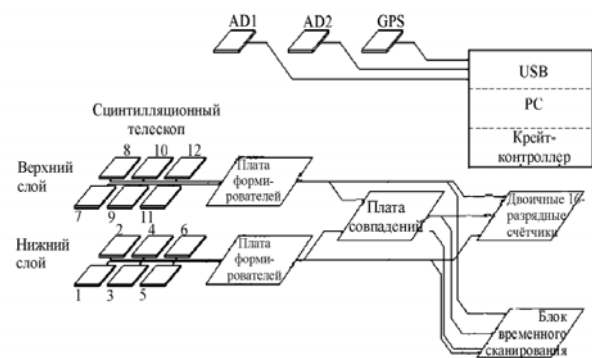 AD1 AD2 GPS
USB
PC
Крейт-
контроллер
Сцинтилляционный
телескоп
8 10 12
Верхний
слой
7 9 11
Плата
форми-
рователей
Плата
совпадений
Двоичные 16-
разрядные
счётчики
Нижний
слой
2 4 6
1 3 5
Плата
форми-
рователей
Блок
временного
сканирования